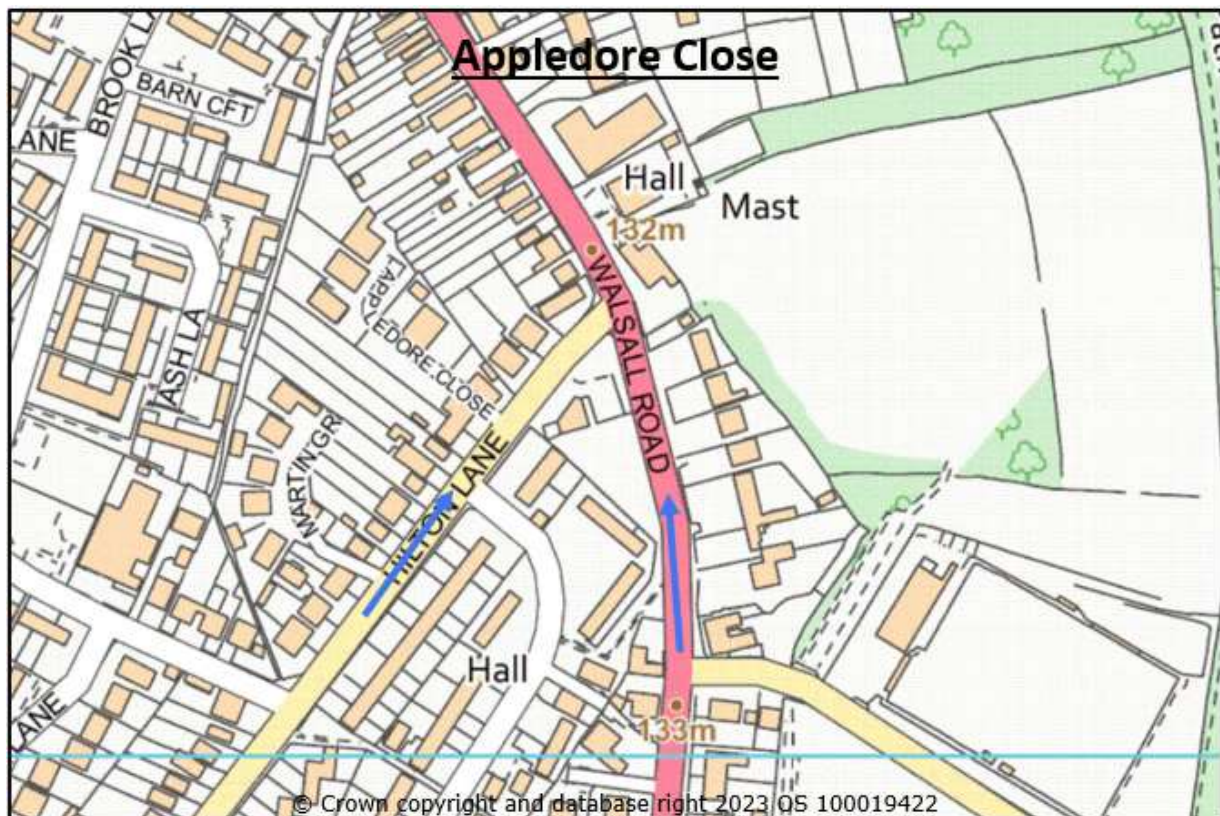 Appledore Close
BROOK LA
BARN CFT
LANE
Hall
Mast
132m
WALSALL ROAD
APPLEDORE CLOSE
ASH LA
MARTIN GR
HILTON LANE
Hall
LANE
133m
© Crown copyright and database right 2023 OS 100019422